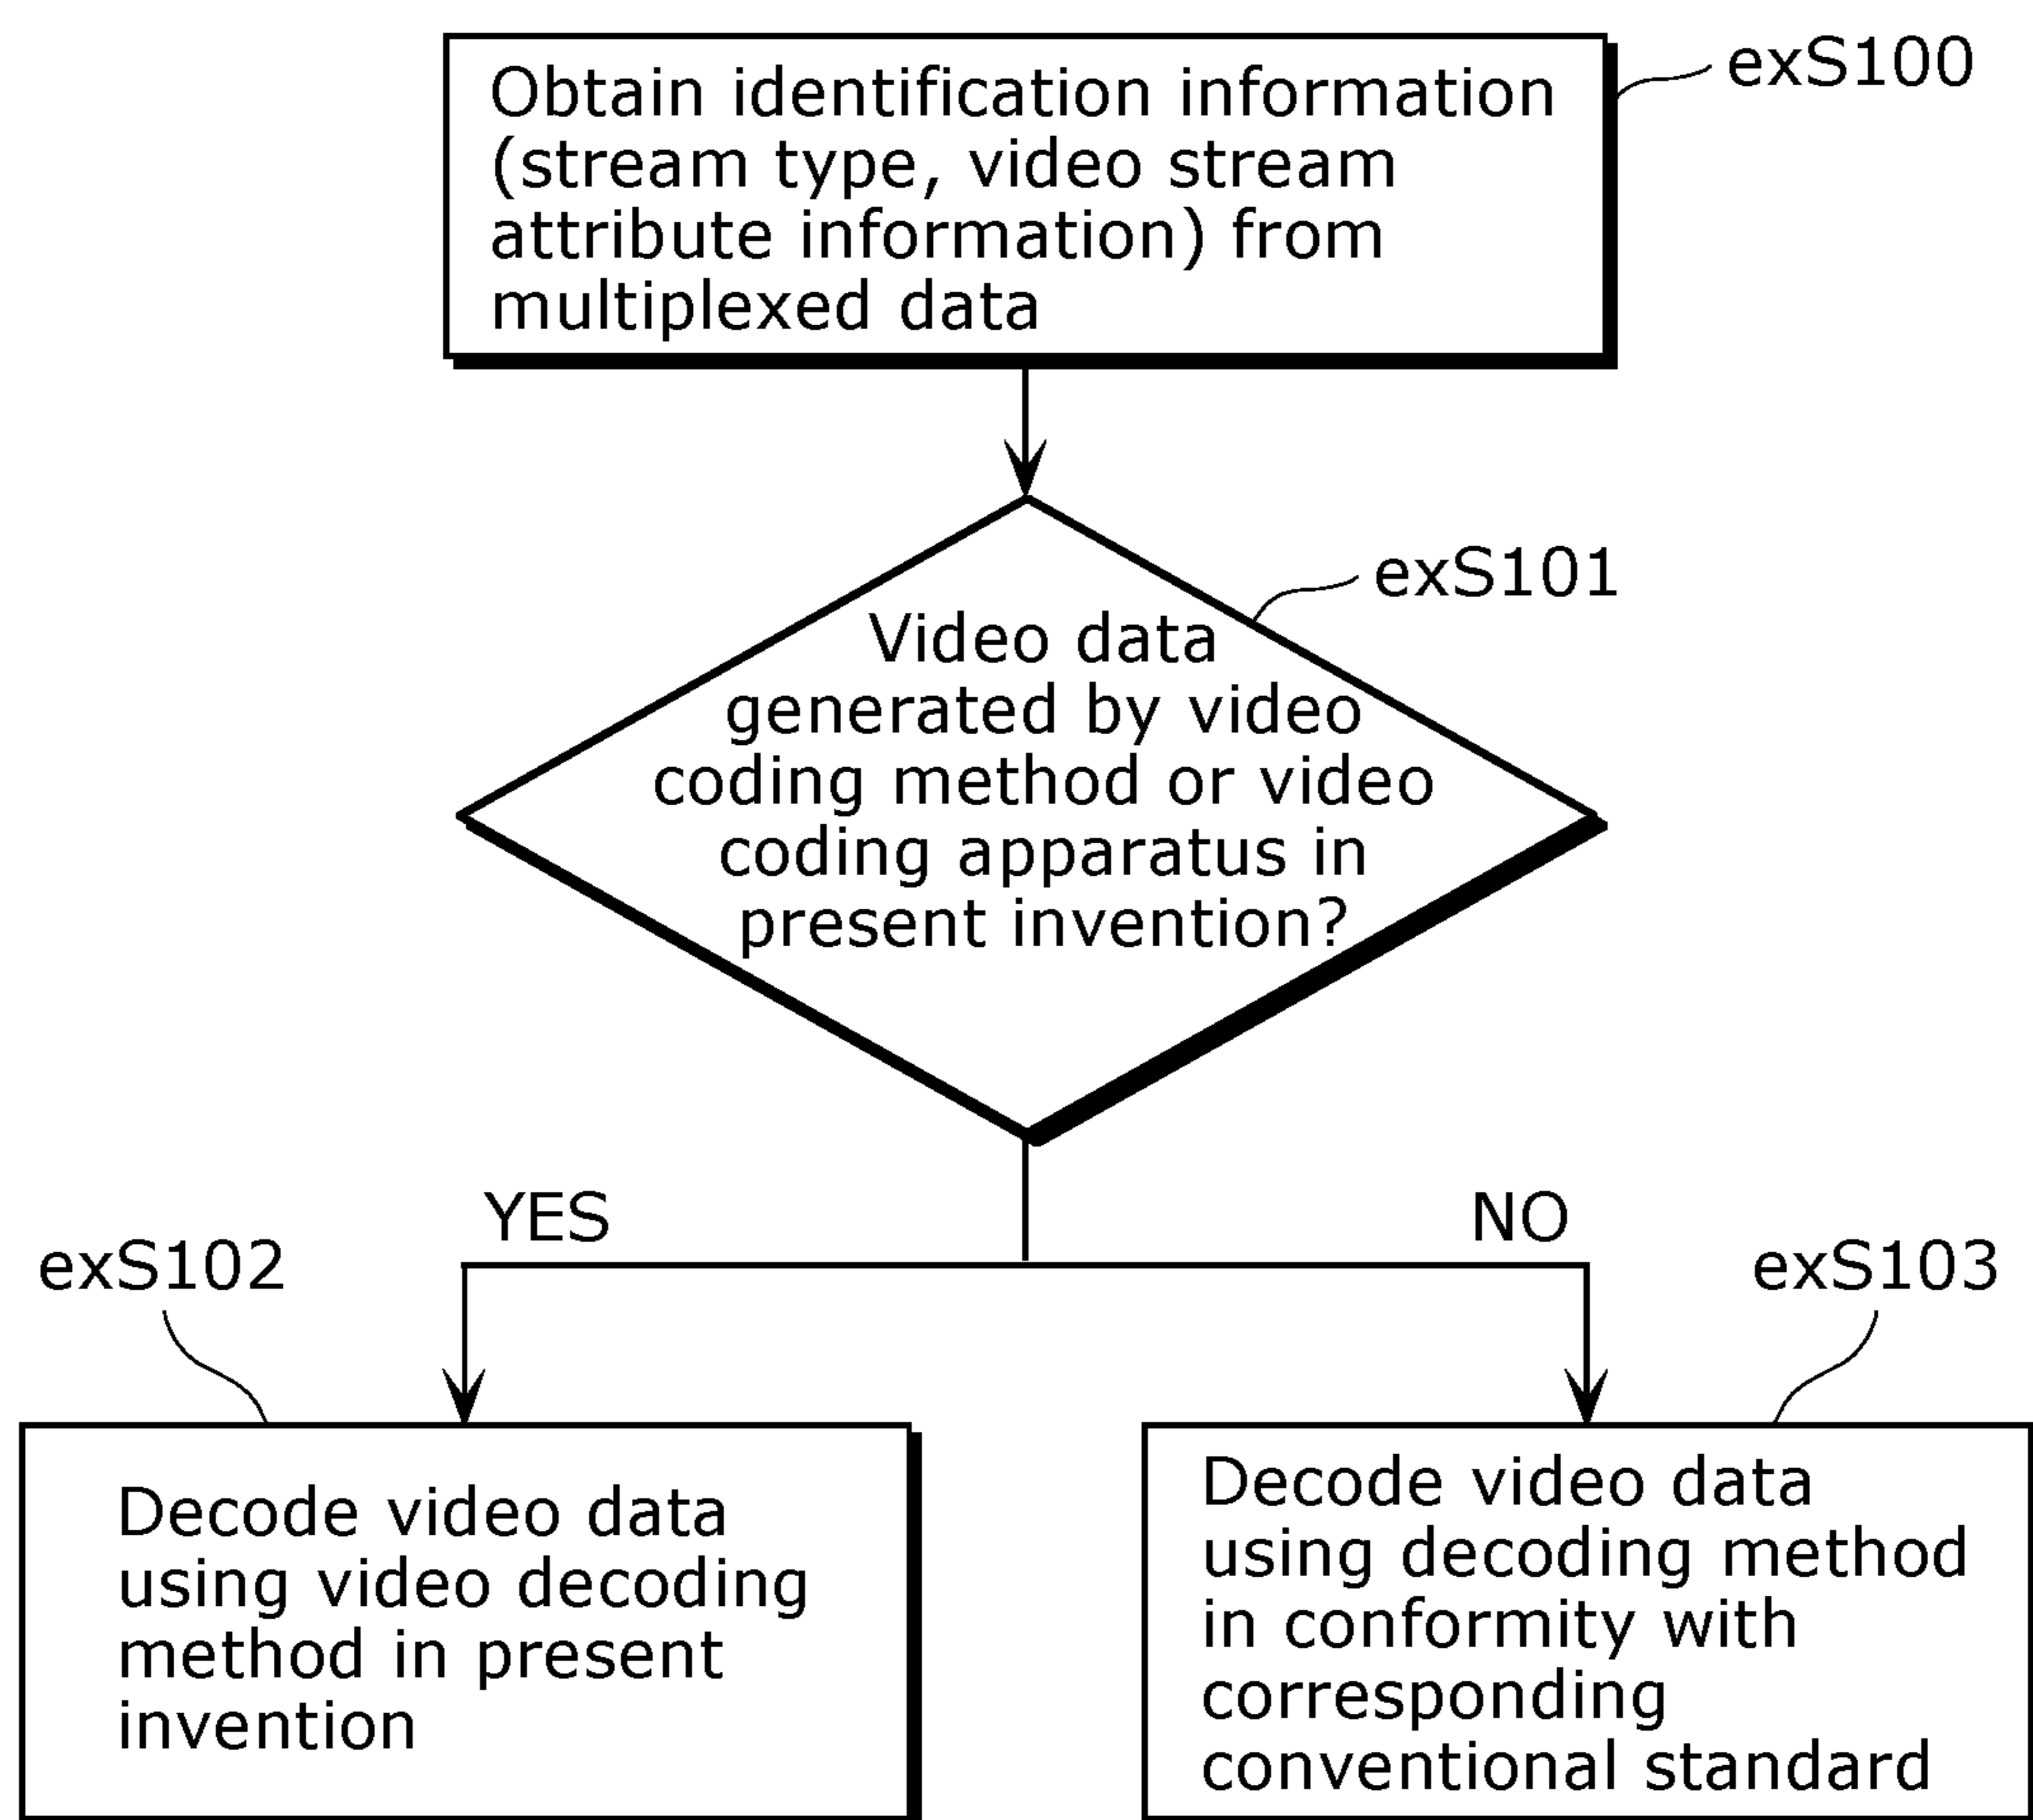 Obtain identification information
(stream type, video stream
attribute information) from
multiplexed data
exS100
exS101
Video data
generated by video
coding method or video
coding apparatus in
present invention?
YES
NO
exS102
exS103
Decode video data
using video decoding
method in present
invention
Decode video data
using decoding method
in conformity with
corresponding
conventional standard